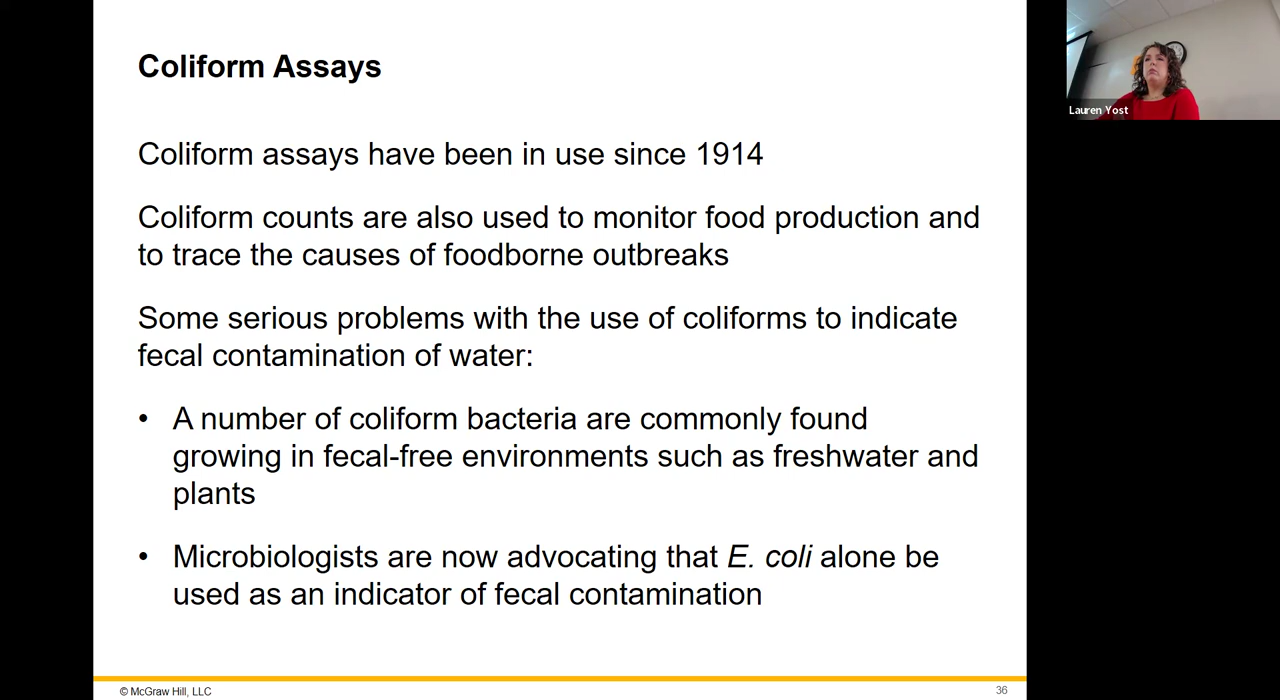 Coliform Assays
Lauren Yost
Coliform assays have been in use since 1914
Coliform counts are also used to monitor food production and
to trace the causes of foodborne outbreaks
Some serious problems with the use of coliforms to indicate
fecal contamination of water:
• A number of coliform bacteria are commonly found
growing in fecal-free environments such as freshwater and
plants
• Microbiologists are now advocating that E. coli alone be
used as an indicator of fecal contamination
© McGraw Hill, LLC
36